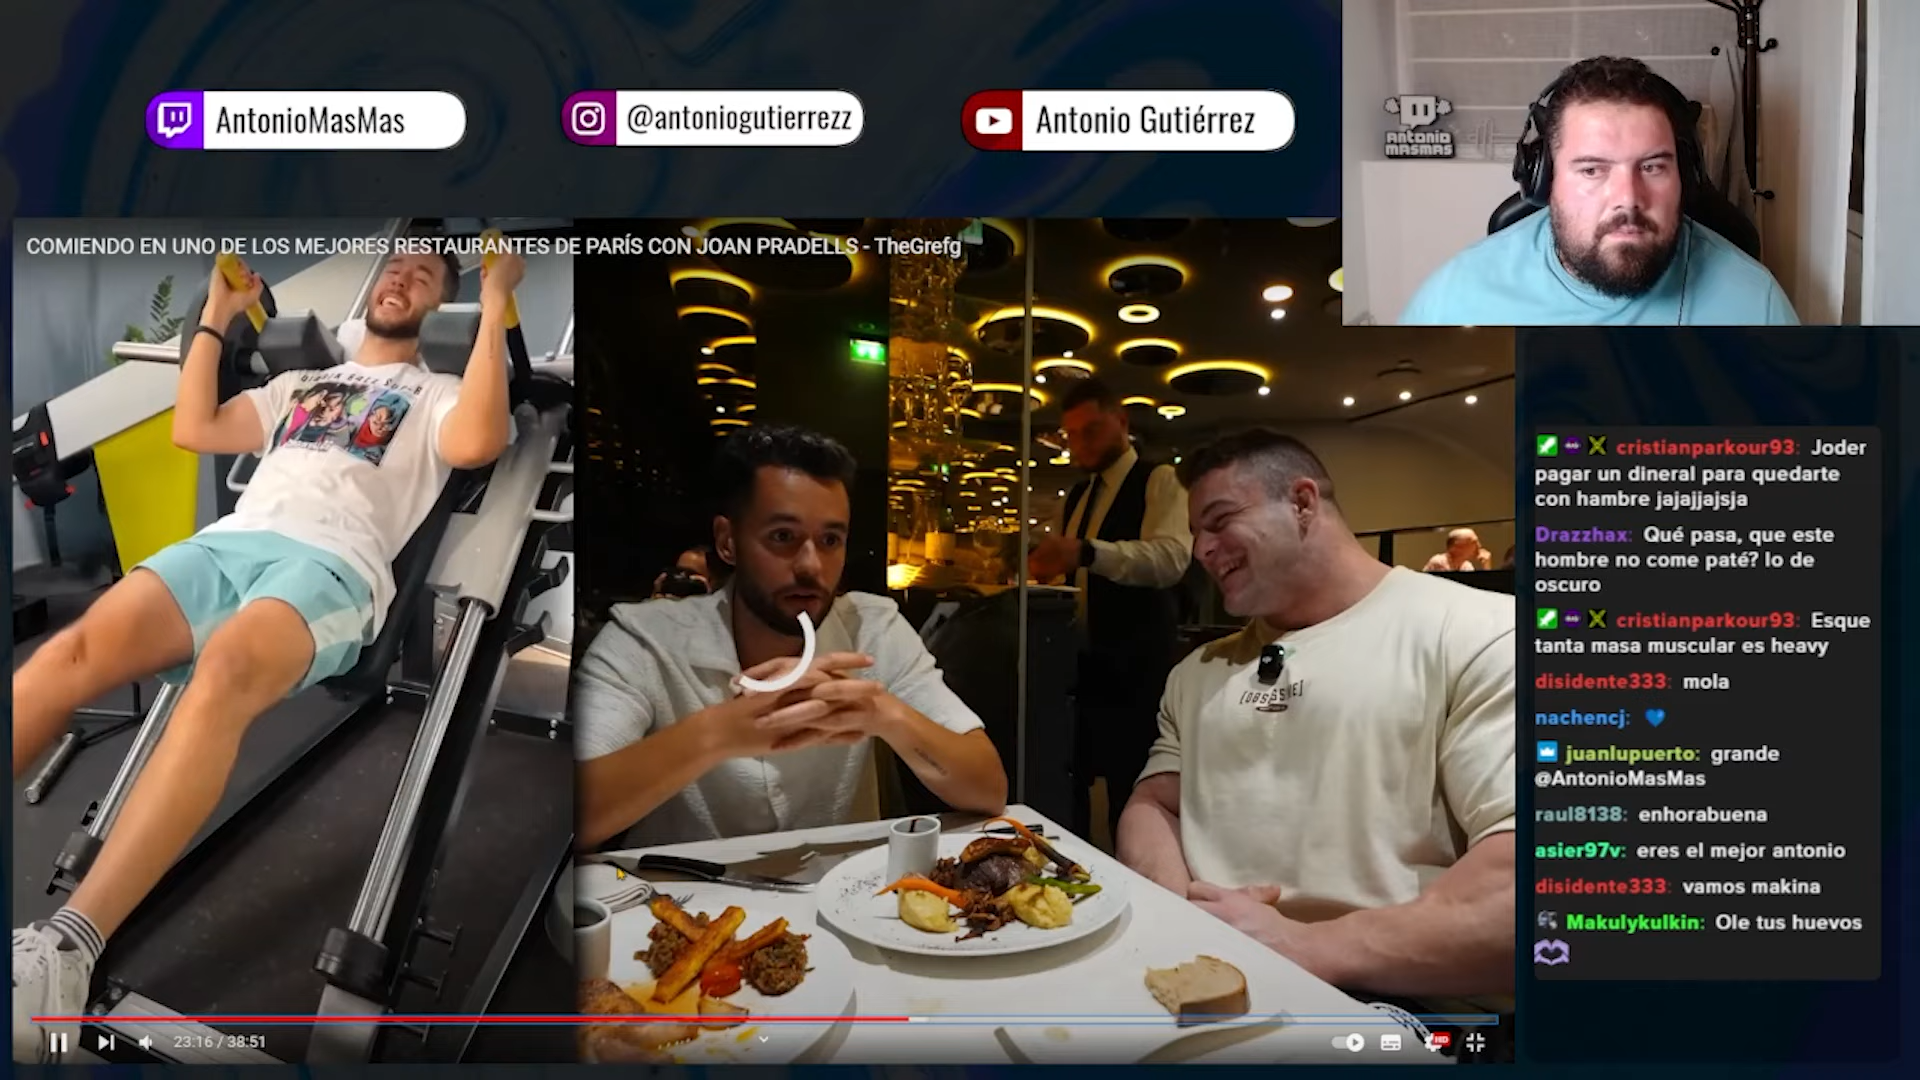 AntonioMasMas
@antoniogutierrezz
Antonio Gutiérrez
ANTONIO
MASMAS
COMIENDO EN UNO DE LOS MEJORES RESTAURANTES DE PARÍS CON JOAN PRADELLS - TheGrefg
cristianparkour93: Joder
pagar un dineral para quedarte
con hambre jajajjajsja
Drazzhax: Qué pasa, que este
hombre no come paté? lo de
oscuro
cristianparkour93: Esque
tanta masa muscular es heavy
disidente333: mola
nachencj:
juanlupuerto: grande
@AntonioMasMas
raul8138: enhorabuena
asier97v: eres el mejor antonio
disidente333: vamos makina
Makulykulkin: Ole tus huevos
23:16 / 38:51
HD